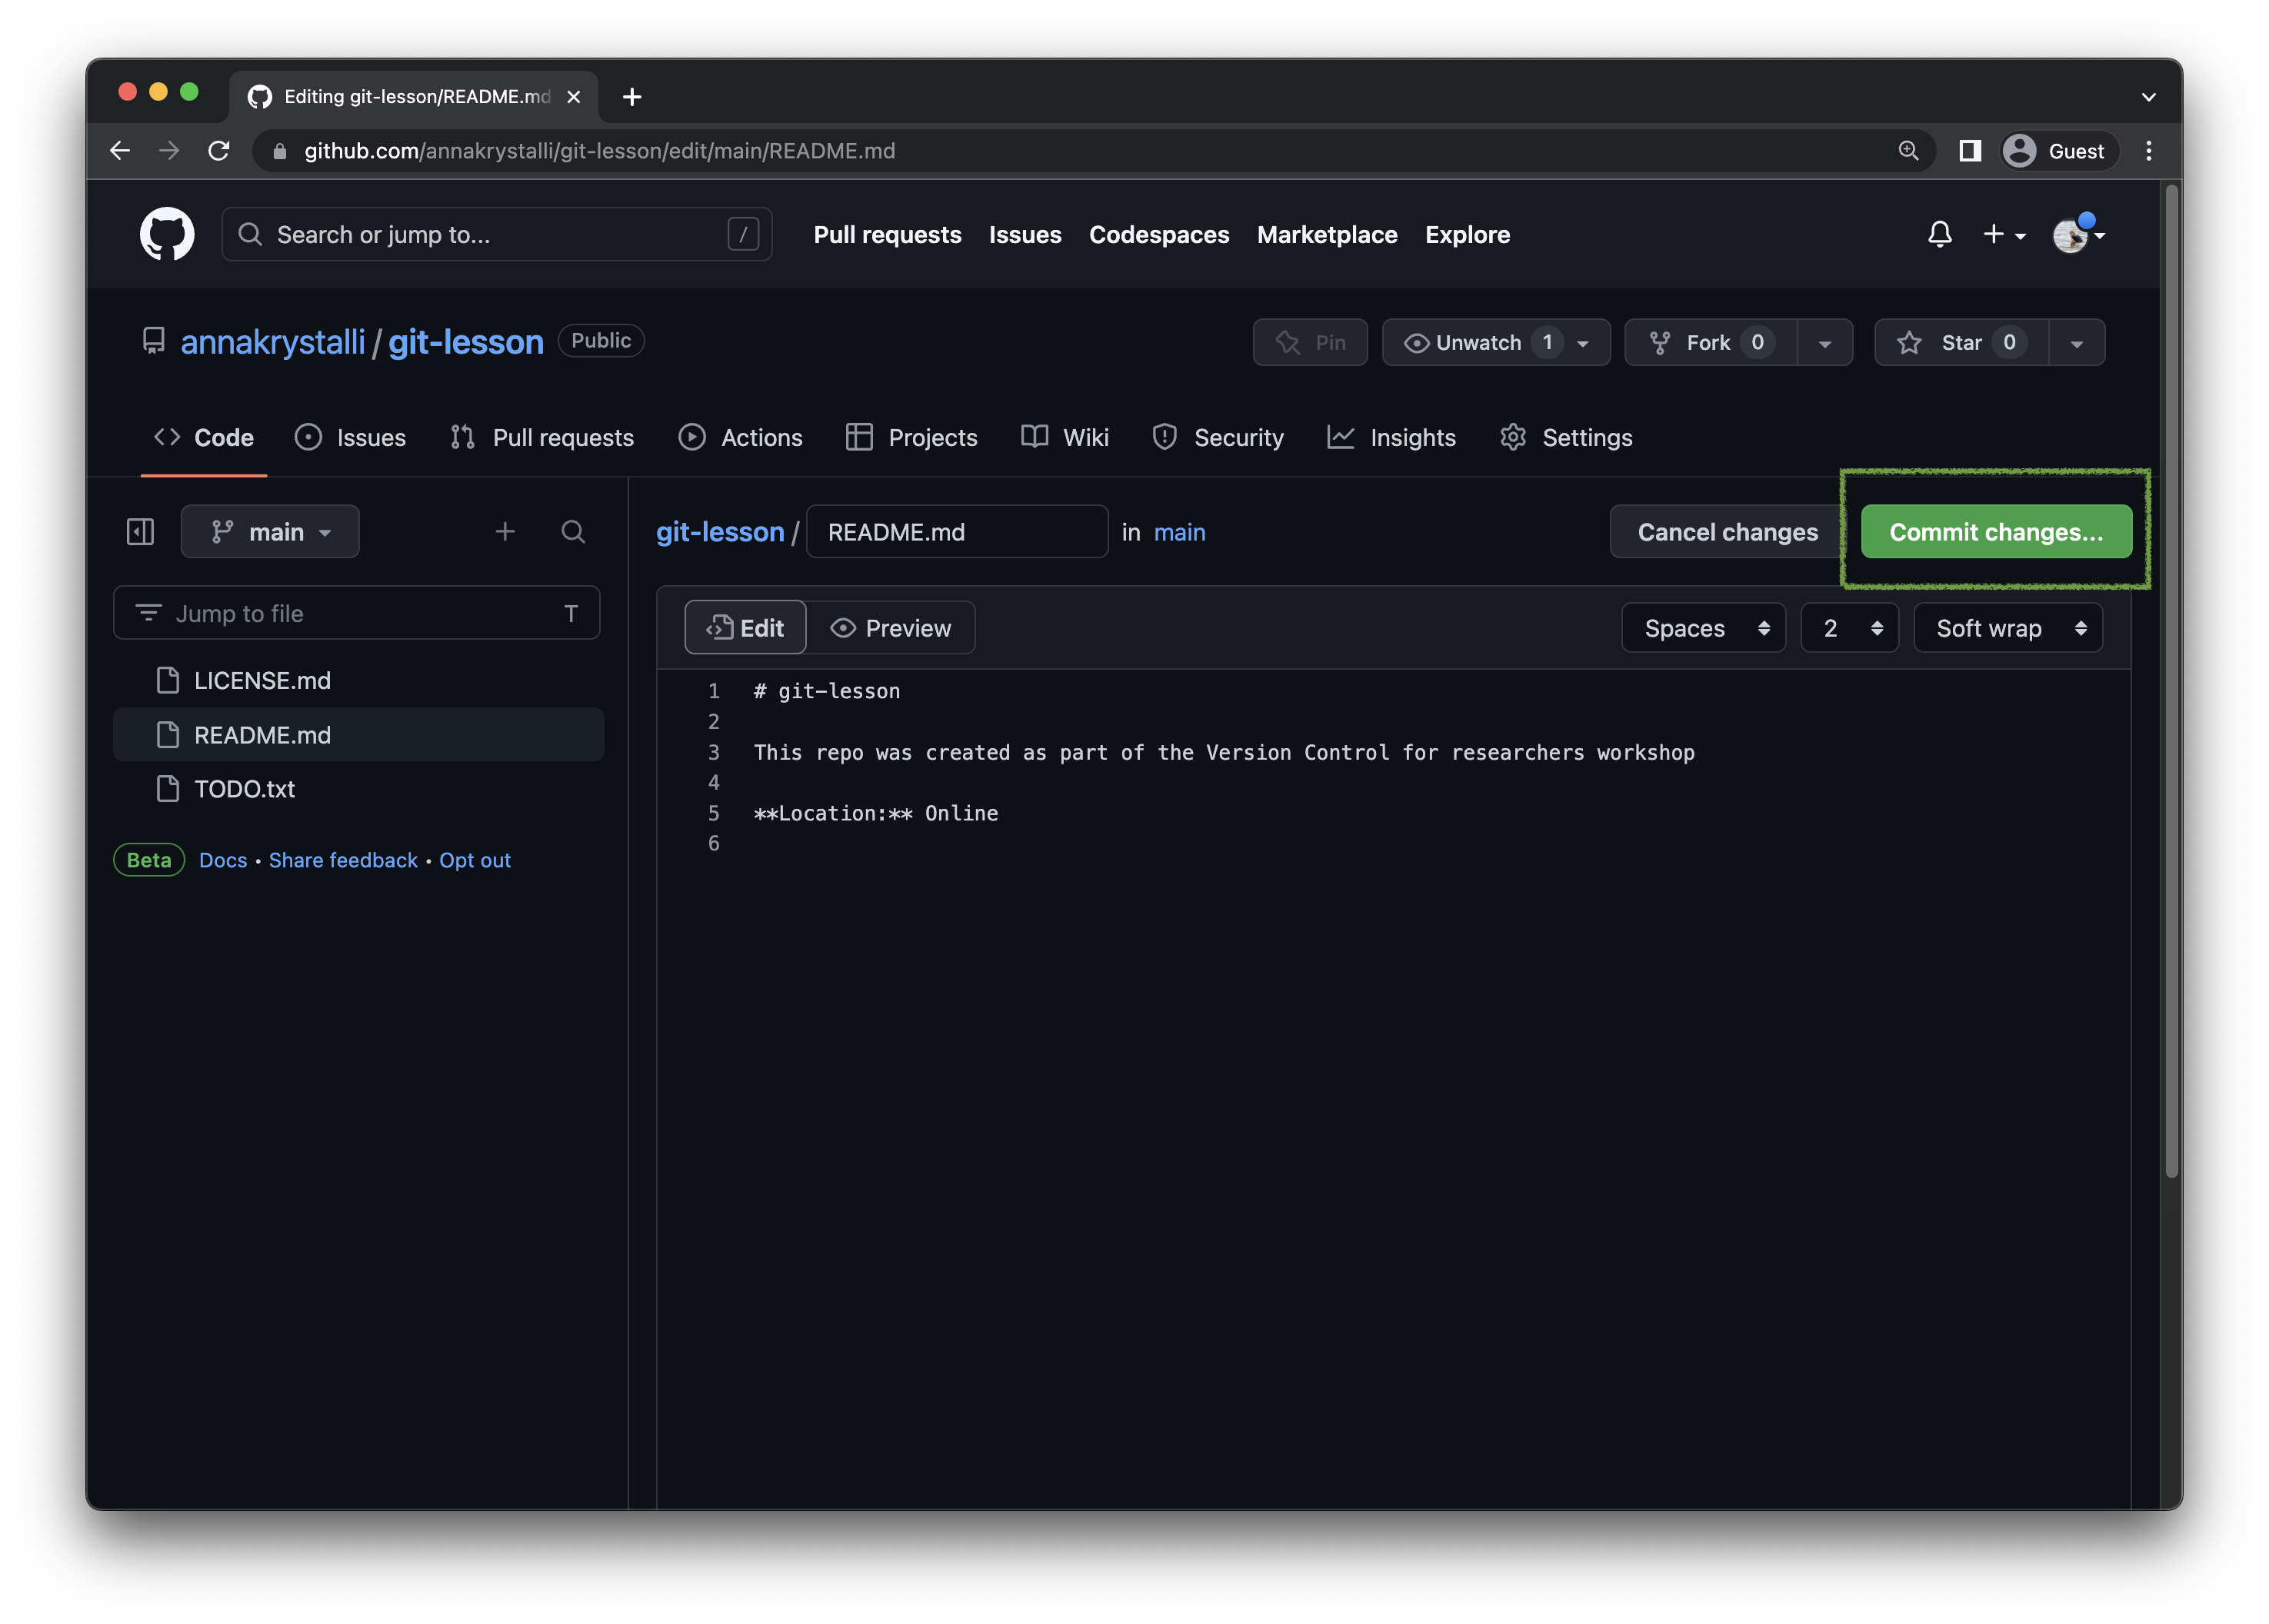 Editing git-lesson/README.md
github.com/annakrystalli/git-lesson/edit/main/README.md
Guest
Search or jump to...
/
Pull requests
Issues
Codespaces
Marketplace
Explore
annakrystalli / git-lesson
Public
Pin
Unwatch 1
Fork 0
Star 0
Code
Issues
Pull requests
Actions
Projects
Wiki
Security
Insights
Settings
main
Jump to file
T
LICENSE.md
README.md
TODO.txt
Beta Docs • Share feedback • Opt out
git-lesson / README.md in main
Cancel changes
Commit changes...
Edit
Preview
Spaces
2
Soft wrap
1 # git-lesson
2
3 This repo was created as part of the Version Control for researchers workshop
4
5 **Location:** Online
6